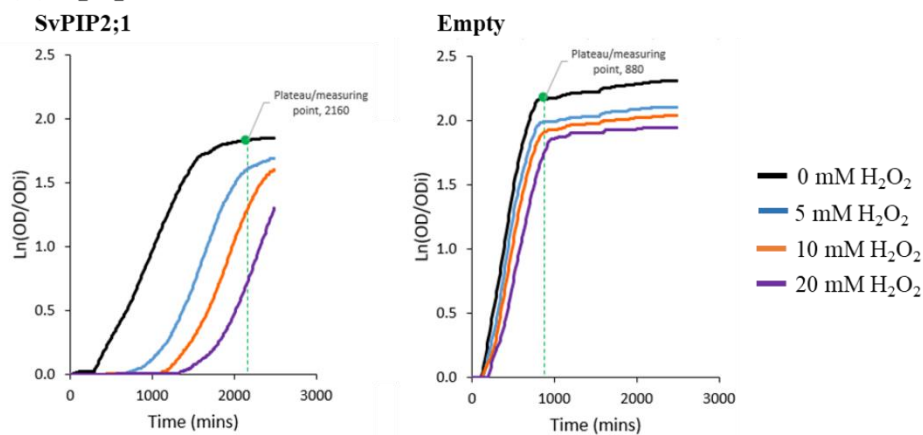 SvPIP2;1
Empty
2.5
2.0
1.5
1.0
0.5
0.0
Ln(OD/ODi)
Plateau/measuring
point, 2160
0
1000
2000
3000
Time (mins)
2.5
2.0
1.5
1.0
0.5
0.0
Ln(OD/ODi)
Plateau/measuring
point, 880
0
1000
2000
3000
Time (mins)
0 mM H₂O₂
5 mM H₂O₂
10 mM H₂O₂
20 mM H₂O₂